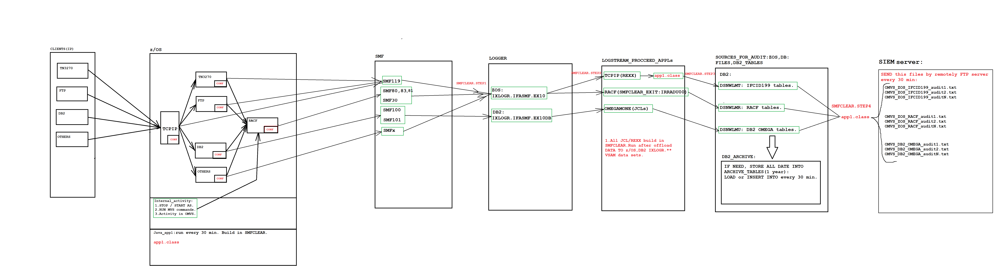 CLIENTS(IP)
TN3270
FTP
DB2
OTHERS
z/OS
TCPIP
CONF
TN3270
CONF
FTP
CONF
DB2
CONF
OTHERS
CONF
RACF
CONF
Internal_activity:
1.STOP / START AS.
2.RUN MVS commands.
3.Activity in OMVS.
Java_app1:run every 30 min. Build in SMFCLEAR.
app1.class
SMF
SMF119
SMF80,83,81
SMF30
SMF100
SMF101
SMFx
SMFCLEAR.STEP1
LOGGER
ZOS:
IXLOGR.IFASMF.EX10
DB2:
IXLOGR.IFASMF.EX10DB
SMFCLEAR.STEP2
LOGSTREAM_PROCCEED_APPLs
TCPIP(REXX)
app1.class
RACF(SMFCLEAR_EXIT:IRRADU00)
OMEGAMONE(JCLs)
1.All JCL/REXX build in
SMFCLEAR.Run after offload
DATA TO z/OS,DB2 IXLOGR.**
VSAM data sets.
SMFCLEAR.STEP3
SOURCES_FOR_AUDIT:ZOS,DB:
FILES,DB2_TABLES
DB2:
DSNWLMT: IFCID199 tables.
DSNWLMR: RACF tables.
DSNWLMU: DB2 OMEGA tables.
DB2_ARCHIVE:
IF NEED, STORE ALL DATE INTO
ARCHIVE_TABLES(1 year):
LOAD or INSERT INTO every 30 min.
SMFCLEAR.STEP4
app1.class
SIEM server:
SEND this files by remotely FTP server
every 30 min:
OMVS_ZOS_IFCID199_audit1.txt
OMVS_ZOS_IFCID199_audit2.txt
OMVS_ZOS_IFCID199_auditN.txt
OMVS_ZOS_RACF_audit1.txt
OMVS_ZOS_RACF_audit2.txt
OMVS_ZOS_RACF_auditN.txt
OMVS_DB2_OMEGA_audit1.txt
OMVS_DB2_OMEGA_audit2.txt
OMVS_DB2_OMEGA_auditN.txt